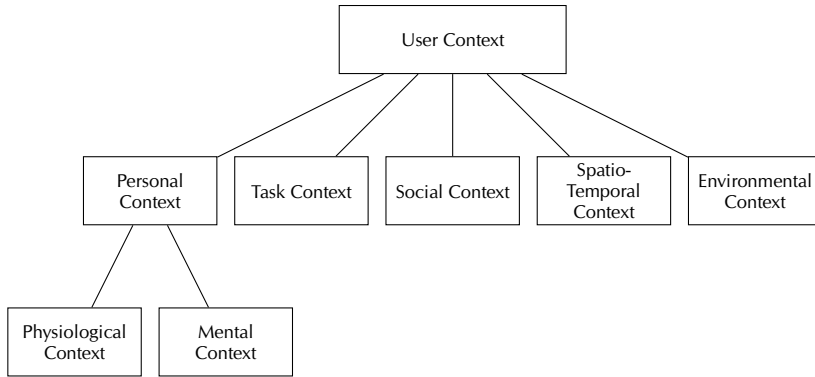 User Context
Personal
Context
Task Context
Social Context
Spatio-
Temporal
Context
Environmental
Context
Physiological
Context
Mental
Context